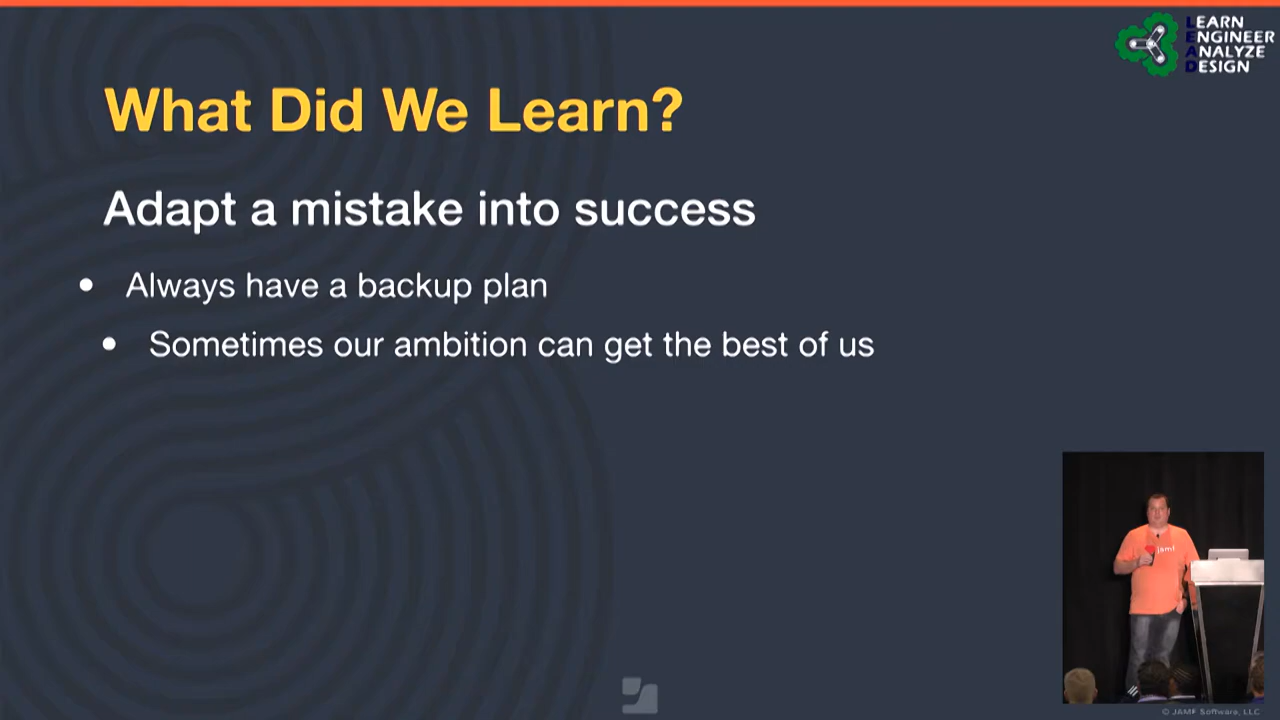 LEARN
ENGINEER
ANALYZE
DESIGN
What Did We Learn?
Adapt a mistake into success
• Always have a backup plan
• Sometimes our ambition can get the best of us
jamf
© JAMF Software, LLC